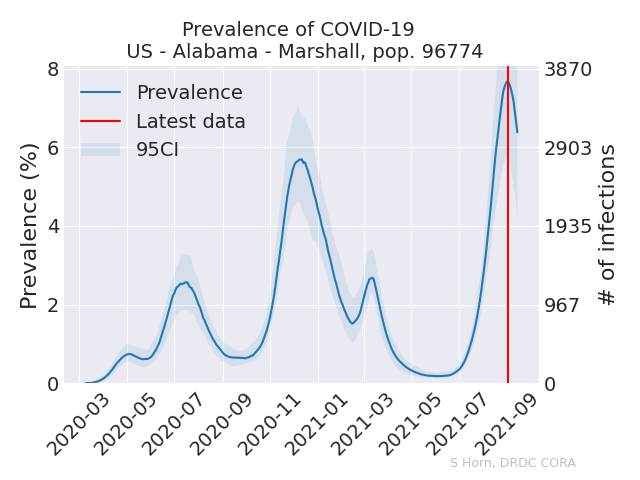 Prevalence of COVID-19
US - Alabama - Marshall, pop. 96774
8
6
4
2
0
Prevalence (%)
Prevalence
Latest data
95CI
3870
2903
1935
967
0
# of infections
2020-03
2020-05
2020-07
2020-09
2020-11
2021-01
2021-03
2021-05
2021-07
2021-09
S Horn, DRDC CORA